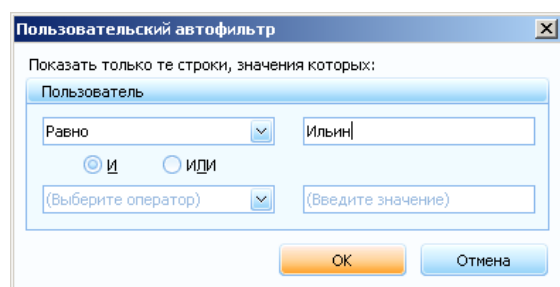 Пользовательский автофильтр
Показать только те строки, значения которых:
Пользователь
Равно Ильин
И ИЛИ
(Выберите оператор) (Введите значение)
ОК Отмена